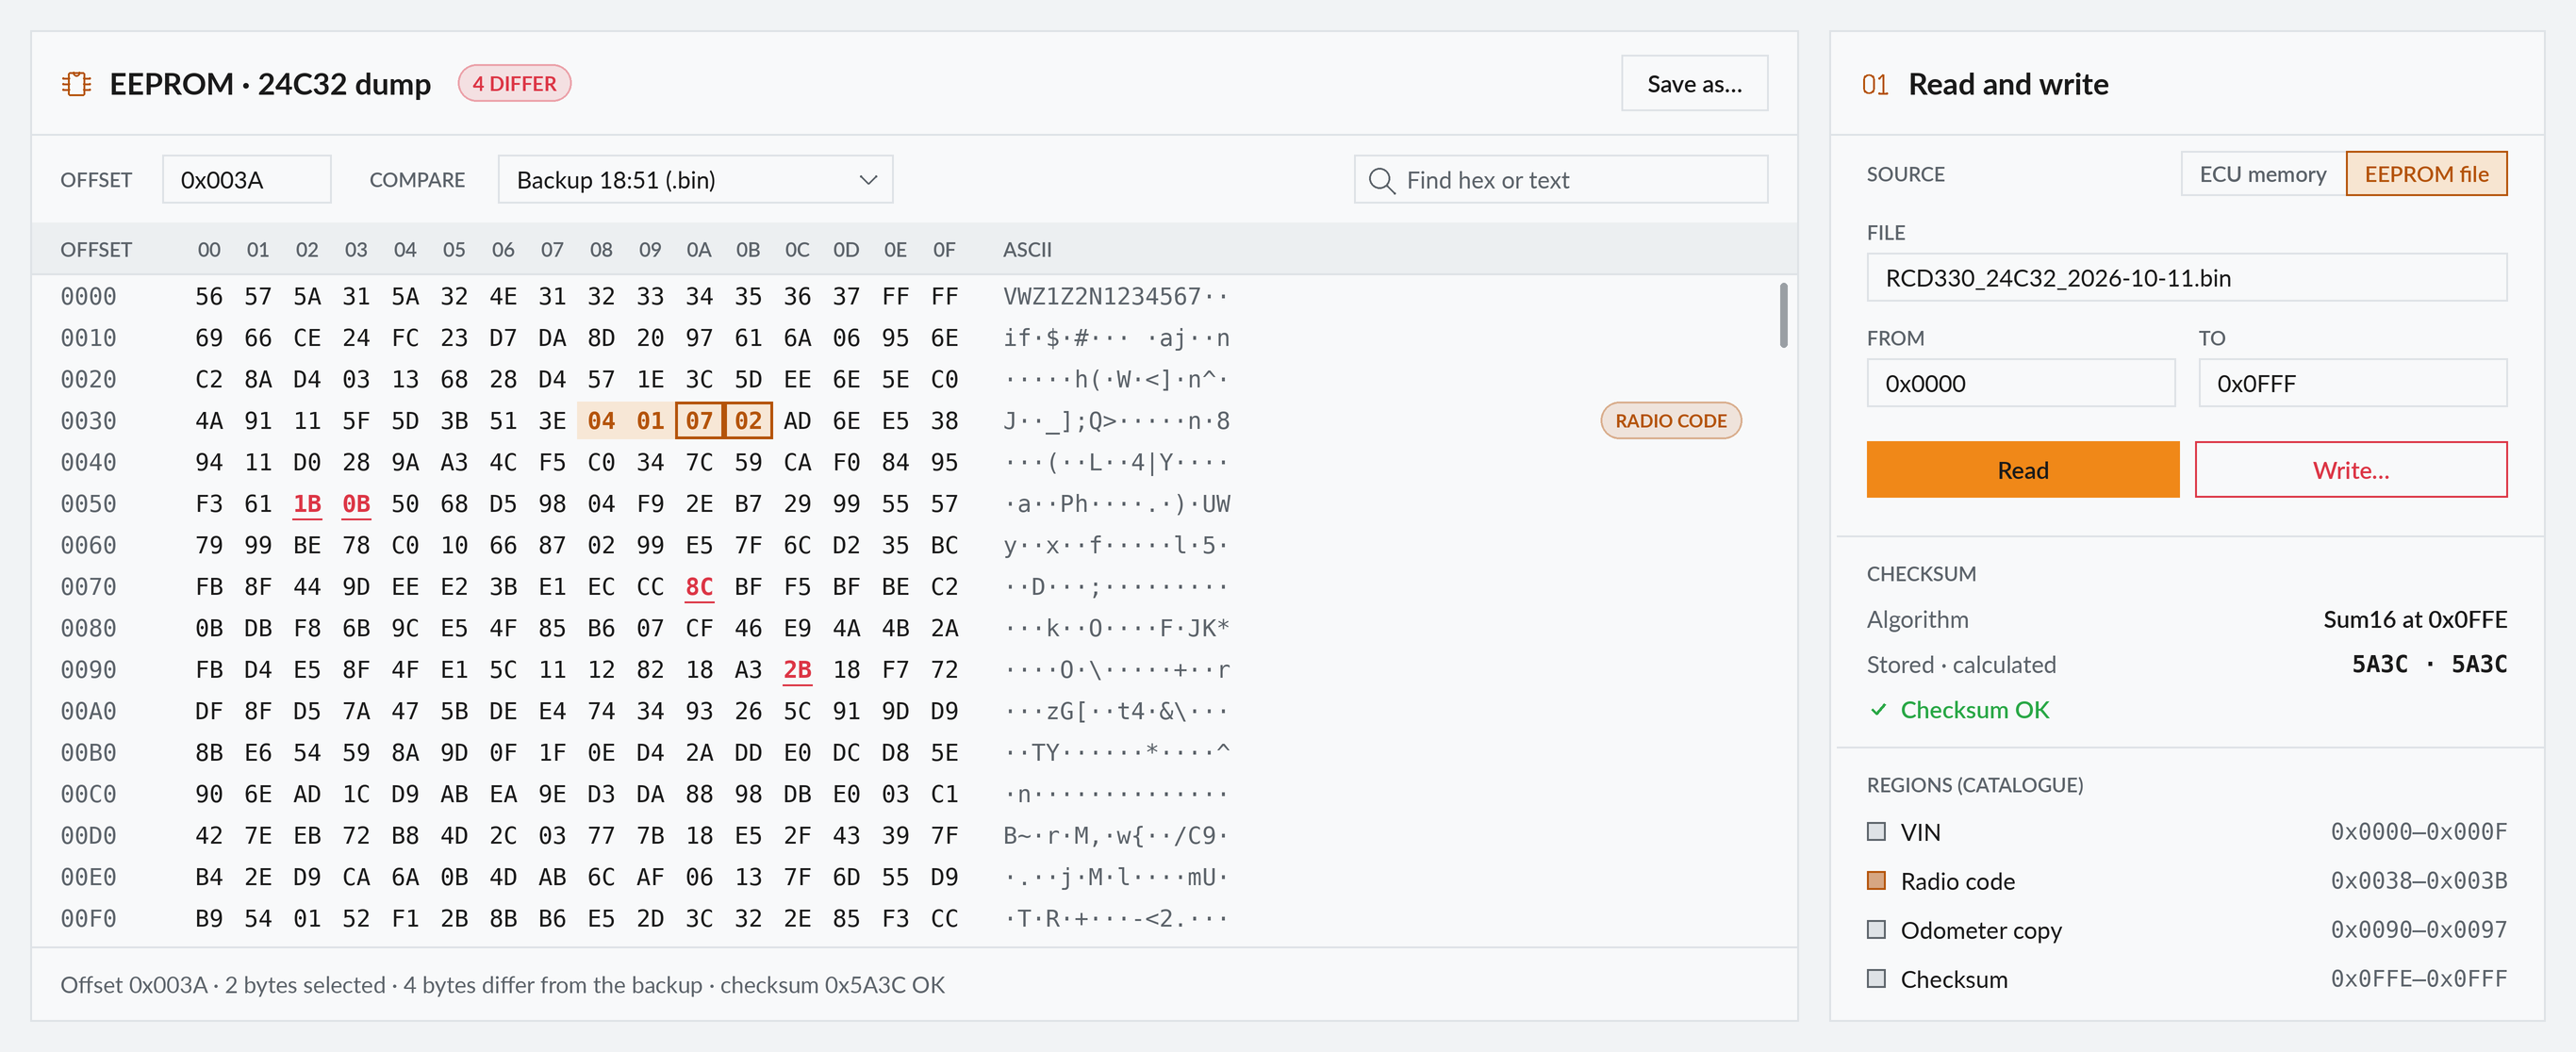 EEPROM · 24C32 dump 4 DIFFER Save as...
OFFSET 0x003A COMPARE Backup 18:51 (.bin) Find hex or text
OFFSET 00 01 02 03 04 05 06 07 08 09 0A 0B 0C 0D 0E 0F ASCII
0000 56 57 5A 31 5A 32 4E 31 32 33 34 35 36 37 FF FF VWZ1Z2N1234567··
0010 69 66 CE 24 FC 23 D7 DA 8D 20 97 61 6A 06 95 6E if·$·#··· ·aj··n
0020 C2 8A D4 03 13 68 28 D4 57 1E 3C 5D EE 6E 5E C0 ·····h(·W·<]·n^·
0030 4A 91 11 5F 5D 3B 51 3E 04 01 07 02 AD 6E E5 38 J··_];Q>·····n·8 RADIO CODE
0040 94 11 D0 28 9A A3 4C F5 C0 34 7C 59 CA F0 84 95 ···(··L··4|Y····
0050 F3 61 1B 0B 50 68 D5 98 04 F9 2E B7 29 99 55 57 ·a··Ph····.·)·UW
0060 79 99 BE 78 C0 10 66 87 02 99 E5 7F 6C D2 35 BC y··x··f·····l·5·
0070 FB 8F 44 9D EE E2 3B E1 EC CC 8C BF F5 BF BE C2 ··D···;·········
0080 0B DB F8 6B 9C E5 4F 85 B6 07 CF 46 E9 4A 4B 2A ···k··O····F·JK*
0090 FB D4 E5 8F 4F E1 5C 11 12 82 18 A3 2B 18 F7 72 ····O·\·····+··r
00A0 DF 8F D5 7A 47 5B DE E4 74 34 93 26 5C 91 9D D9 ···zG[··t4·&\···
00B0 8B E6 54 59 8A 9D 0F 1F 0E D4 2A DD E0 DC D8 5E ··TY······*····^
00C0 90 6E AD 1C D9 AB EA 9E D3 DA 88 98 DB E0 03 C1 ·n··············
00D0 42 7E EB 72 B8 4D 2C 03 77 7B 18 E5 2F 43 39 7F B~·r·M,·w{··/C9·
00E0 B4 2E D9 CA 6A 0B 4D AB 6C AF 06 13 7F 6D 55 D9 ·.··j·M·l····mU·
00F0 B9 54 01 52 F1 2B 8B B6 E5 2D 3C 32 2E 85 F3 CC ·T·R·+···-<2.···
Offset 0x003A · 2 bytes selected · 4 bytes differ from the backup · checksum 0x5A3C OK
01 Read and write
SOURCE ECU memory EEPROM file
FILE
RCD330_24C32_2026-10-11.bin
FROM TO
0x0000 0x0FFF
Read Write...
CHECKSUM
Algorithm Sum16 at 0x0FFE
Stored · calculated 5A3C · 5A3C
Checksum OK
REGIONS (CATALOGUE)
VIN 0x0000–0x000F
Radio code 0x0038–0x003B
Odometer copy 0x0090–0x0097
Checksum 0x0FFE–0x0FFF